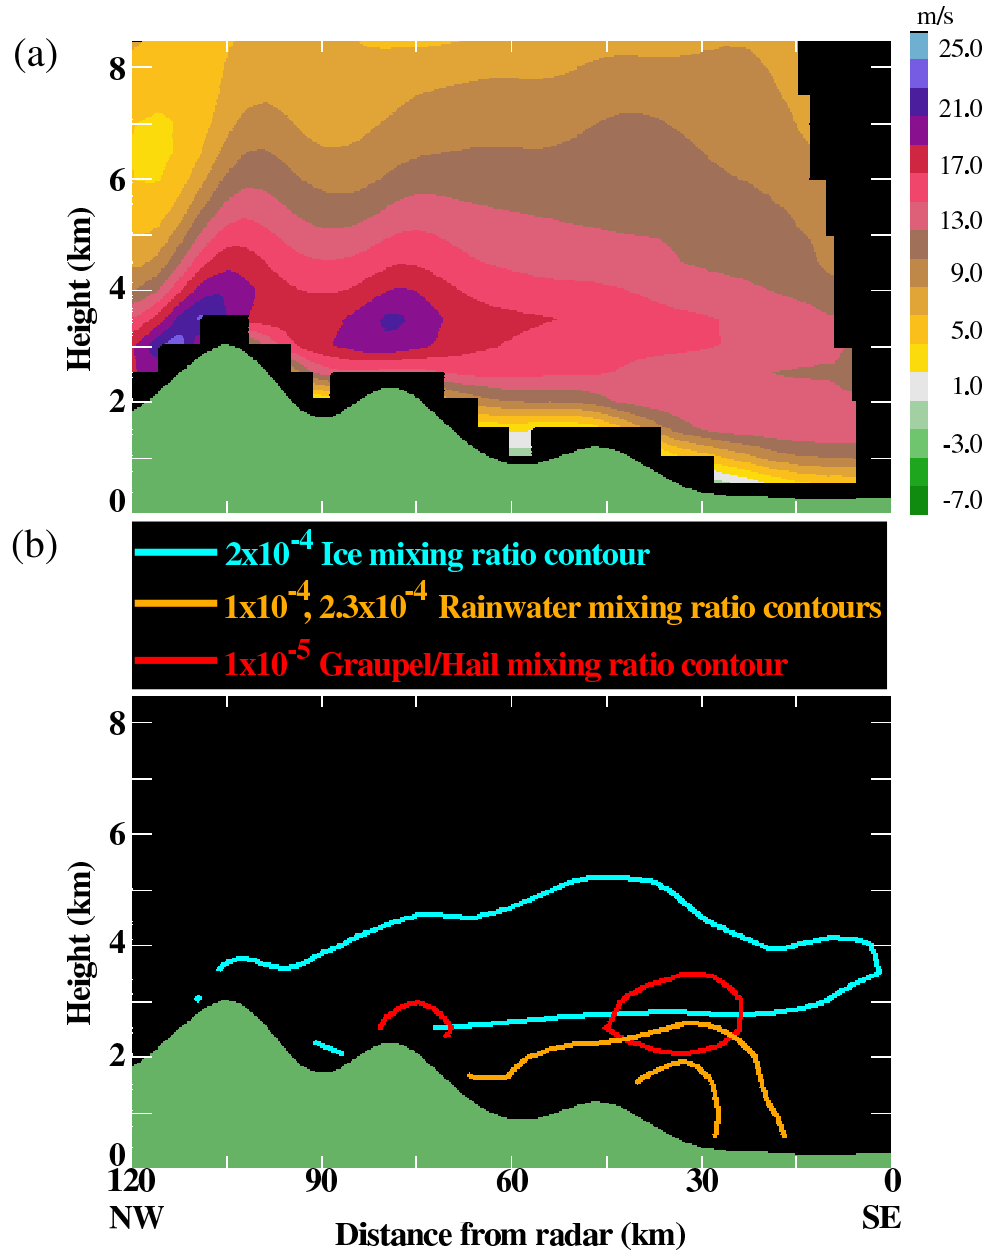 m/s
(a)
25.0
21.0
17.0
13.0
9.0
5.0
1.0
-3.0
-7.0
8
6
4
2
0
Height (km)
(b)
2x10-4 Ice mixing ratio contour
1x10-4, 2.3x10-4 Rainwater mixing ratio contours
1x10-5 Graupel/Hail mixing ratio contour
8
6
4
2
0
Height (km)
120 90 60 30 0
NW SE
Distance from radar (km)